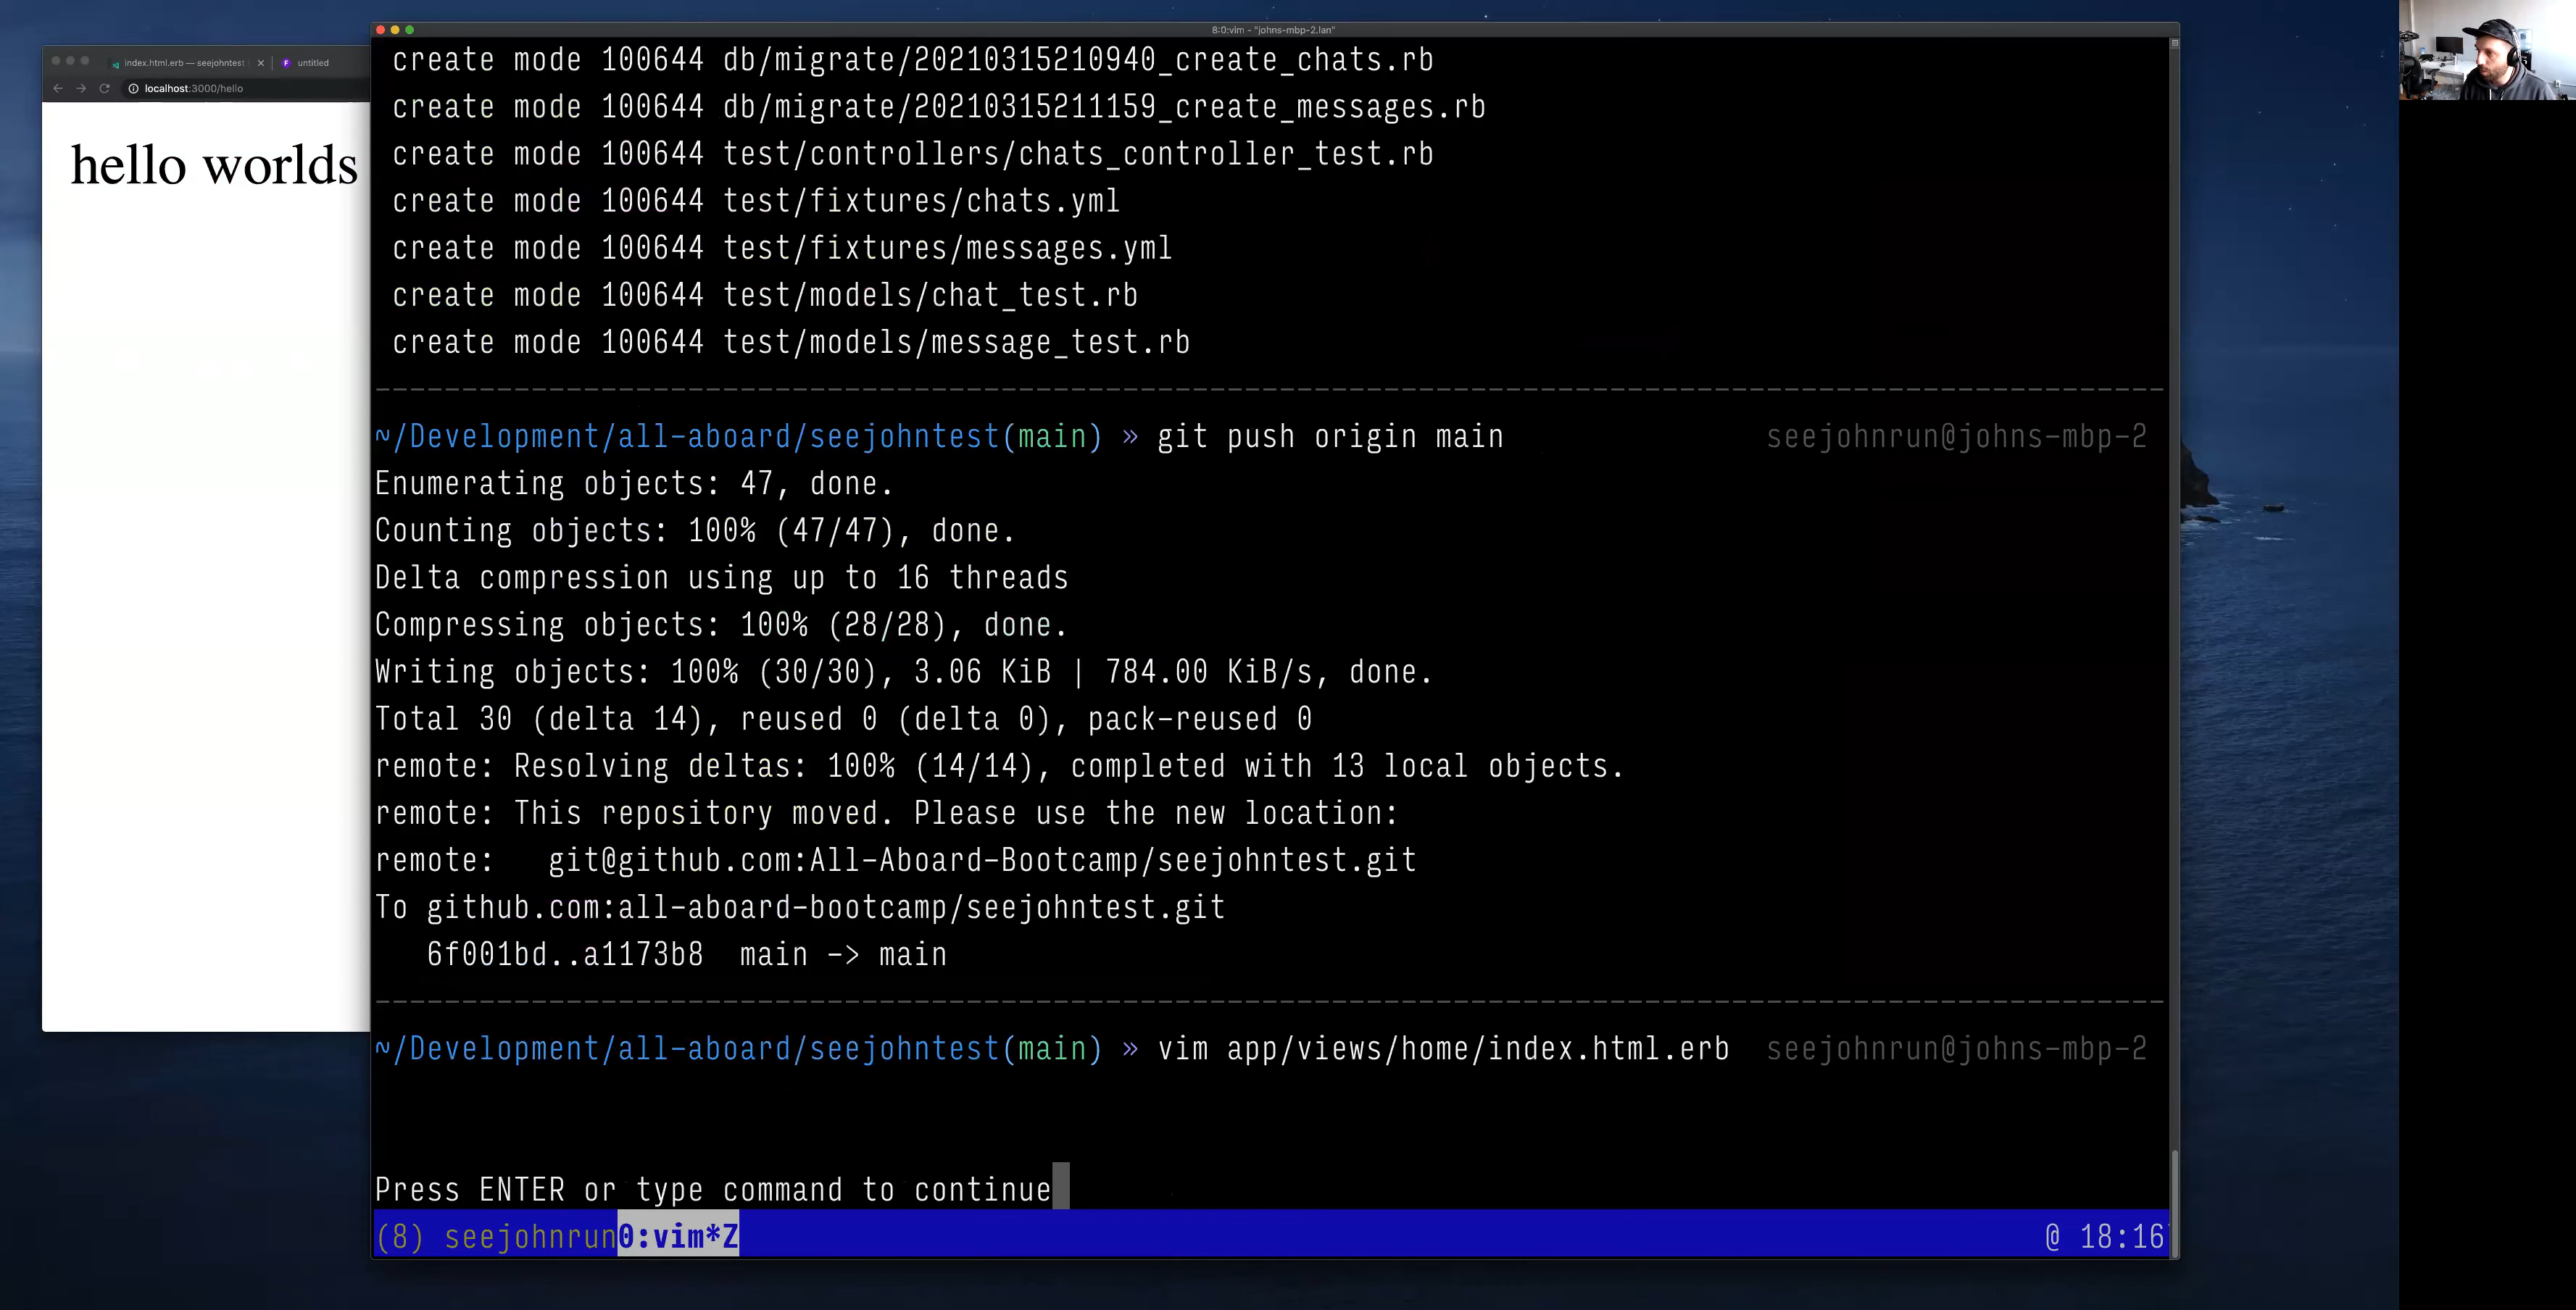 8:0:vim - "johns-mbp-2.lan"
index.html.erb — seejohntest
untitled
localhost:3000/hello
hello worlds
create mode 100644 db/migrate/20210315210940_create_chats.rb
create mode 100644 db/migrate/20210315211159_create_messages.rb
create mode 100644 test/controllers/chats_controller_test.rb
create mode 100644 test/fixtures/chats.yml
create mode 100644 test/fixtures/messages.yml
create mode 100644 test/models/chat_test.rb
create mode 100644 test/models/message_test.rb
~/Development/all-aboard/seejohntest(main) » git push origin main seejohnrun@johns-mbp-2
Enumerating objects: 47, done.
Counting objects: 100% (47/47), done.
Delta compression using up to 16 threads
Compressing objects: 100% (28/28), done.
Writing objects: 100% (30/30), 3.06 KiB | 784.00 KiB/s, done.
Total 30 (delta 14), reused 0 (delta 0), pack-reused 0
remote: Resolving deltas: 100% (14/14), completed with 13 local objects.
remote: This repository moved. Please use the new location:
remote:   git@github.com:All-Aboard-Bootcamp/seejohntest.git
To github.com:all-aboard-bootcamp/seejohntest.git
   6f001bd..a1173b8  main -> main
~/Development/all-aboard/seejohntest(main) » vim app/views/home/index.html.erb seejohnrun@johns-mbp-2
Press ENTER or type command to continue
(8) seejohnrun0:vim*Z @ 18:16